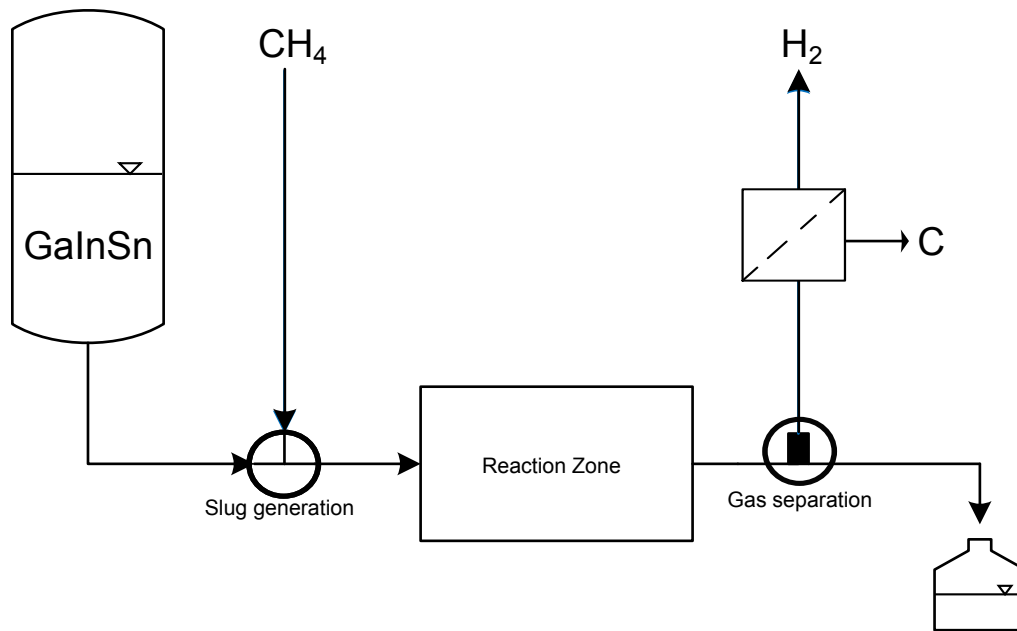 CH₄
H₂
GaInSn
C
Reaction Zone
Slug generation
Gas separation